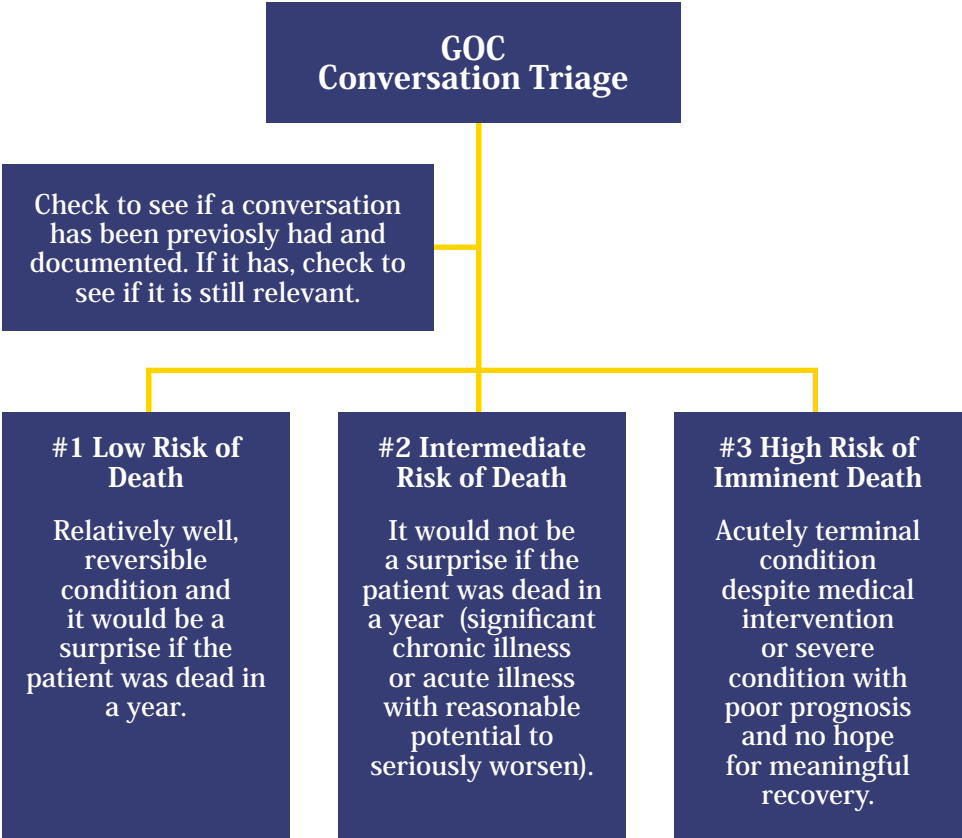 GOC
Conversation Triage
Check to see if a conversation
has been previosly had and
documented. If it has, check to
see if it is still relevant.
#1 Low Risk of
Death
Relatively well,
reversible
condition and
it would be a
surprise if the
patient was dead in
a year.
#2 Intermediate
Risk of Death
It would not be
a surprise if the
patient was dead in
a year (significant
chronic illness
or acute illness
with reasonable
potential to
seriously worsen).
#3 High Risk of
Imminent Death
Acutely terminal
condition
despite medical
intervention
or severe
condition with
poor prognosis
and no hope
for meaningful
recovery.